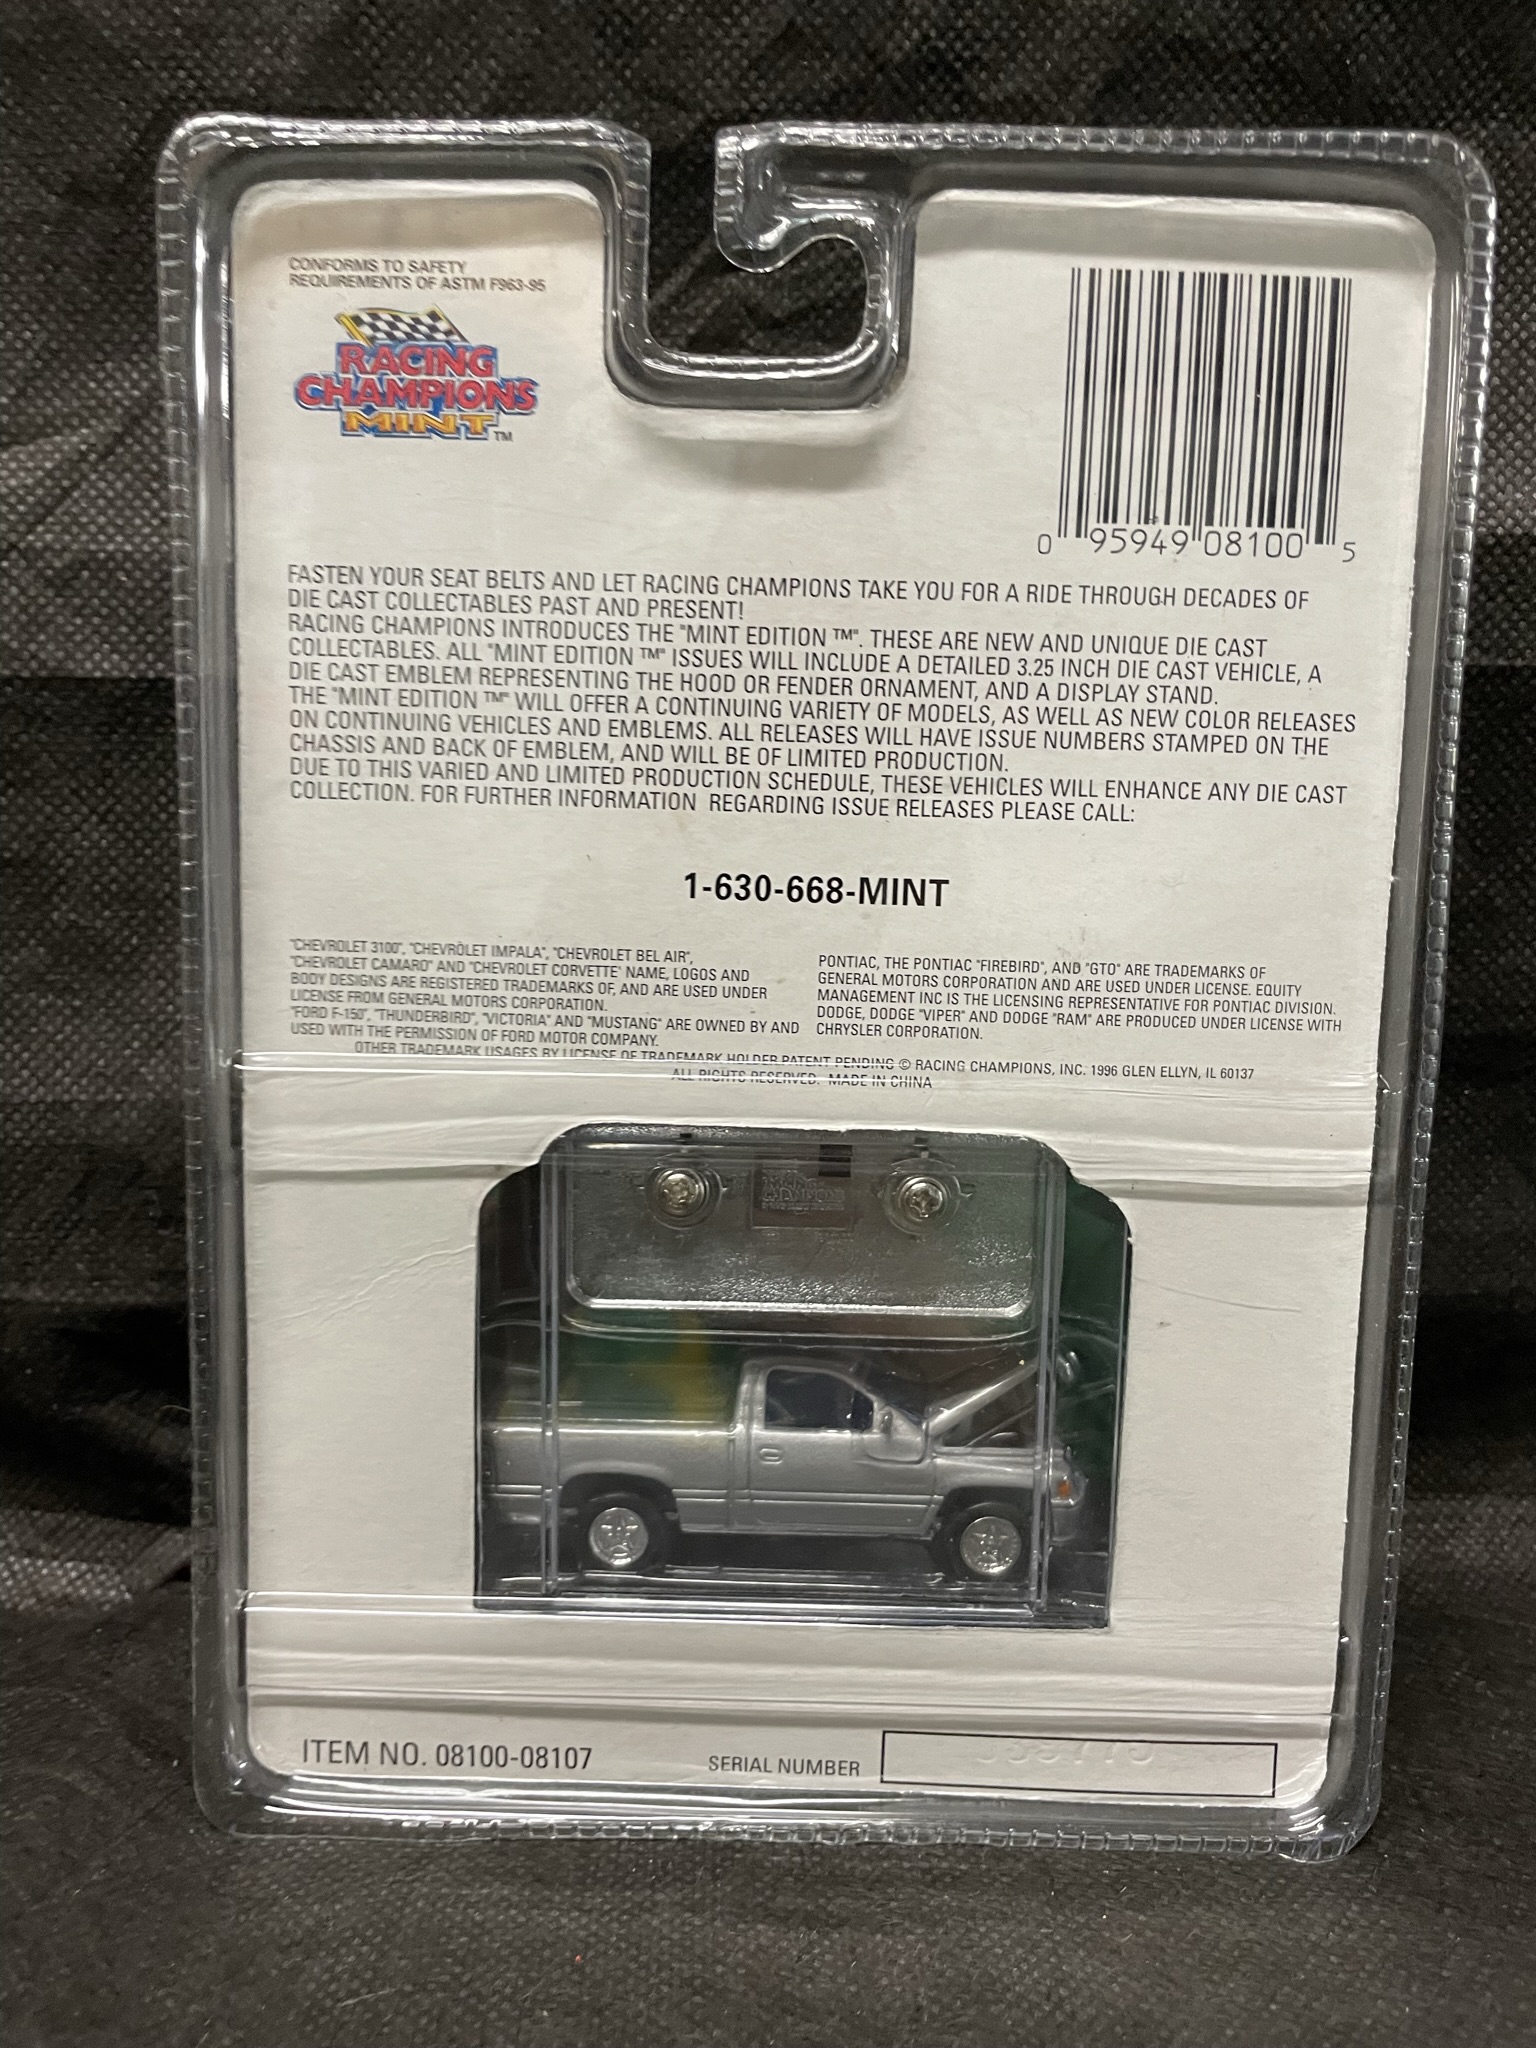 CONFORMS TO SAFETY
REQUIREMENTS OF ASTM F963-95
RACING
CHAMPIONS
MINT™
0 95949 08100 5
FASTEN YOUR SEAT BELTS AND LET RACING CHAMPIONS TAKE YOU FOR A RIDE THROUGH DECADES OF
DIE CAST COLLECTABLES PAST AND PRESENT!
RACING CHAMPIONS INTRODUCES THE "MINT EDITION ™". THESE ARE NEW AND UNIQUE DIE CAST
COLLECTABLES. ALL "MINT EDITION ™" ISSUES WILL INCLUDE A DETAILED 3.25 INCH DIE CAST VEHICLE, A
DIE CAST EMBLEM REPRESENTING THE HOOD OR FENDER ORNAMENT, AND A DISPLAY STAND.
THE "MINT EDITION ™" WILL OFFER A CONTINUING VARIETY OF MODELS, AS WELL AS NEW COLOR RELEASES
ON CONTINUING VEHICLES AND EMBLEMS. ALL RELEASES WILL HAVE ISSUE NUMBERS STAMPED ON THE
CHASSIS AND BACK OF EMBLEM, AND WILL BE OF LIMITED PRODUCTION.
DUE TO THIS VARIED AND LIMITED PRODUCTION SCHEDULE, THESE VEHICLES WILL ENHANCE ANY DIE CAST
COLLECTION. FOR FURTHER INFORMATION REGARDING ISSUE RELEASES PLEASE CALL:
1-630-668-MINT
"CHEVROLET 3100", "CHEVROLET IMPALA", "CHEVROLET BEL AIR",
"CHEVROLET CAMARO" AND "CHEVROLET CORVETTE" NAME, LOGOS AND
BODY DESIGNS ARE REGISTERED TRADEMARKS OF, AND ARE USED UNDER
LICENSE FROM GENERAL MOTORS CORPORATION.
"FORD F-150", "THUNDERBIRD", "VICTORIA" AND "MUSTANG" ARE OWNED BY AND
USED WITH THE PERMISSION OF FORD MOTOR COMPANY.
PONTIAC, THE PONTIAC "FIREBIRD", AND "GTO" ARE TRADEMARKS OF
GENERAL MOTORS CORPORATION AND ARE USED UNDER LICENSE. EQUITY
MANAGEMENT INC IS THE LICENSING REPRESENTATIVE FOR PONTIAC DIVISION.
DODGE, DODGE "VIPER" AND DODGE "RAM" ARE PRODUCED UNDER LICENSE WITH
CHRYSLER CORPORATION.
OTHER TRADEMARK USAGES BY LICENSE OF TRADEMARK HOLDER.PATENT PENDING © RACING CHAMPIONS, INC. 1996 GLEN ELLYN, IL 60137
ALL RIGHTS RESERVED. MADE IN CHINA
RACING
CHAMPIONS
ITEM NO. 08100-08107
SERIAL NUMBER